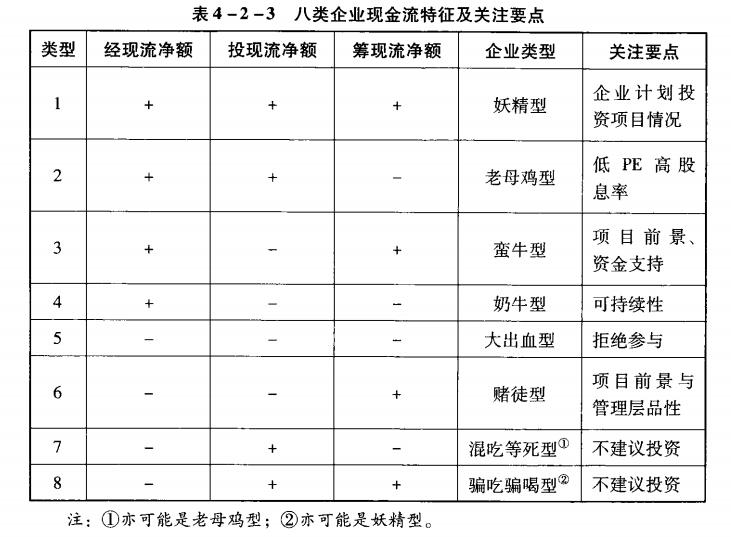 表4-2-3 八类企业现金流特征及关注要点
类型 经现流净额 投现流净额 筹现流净额 企业类型 关注要点
1 + + + 妖精型 企业计划投
资项目情况
2 + + − 老母鸡型 低 PE 高股
息率
3 + − + 蛮牛型 项目前景、
资金支持
4 + − − 奶牛型 可持续性
5 − − − 大出血型 拒绝参与
6 − − + 赌徒型 项目前景与
管理层品性
7 − + − 混吃等死型① 不建议投资
8 − + + 骗吃骗喝型② 不建议投资
注：①亦可能是老母鸡型；②亦可能是妖精型。